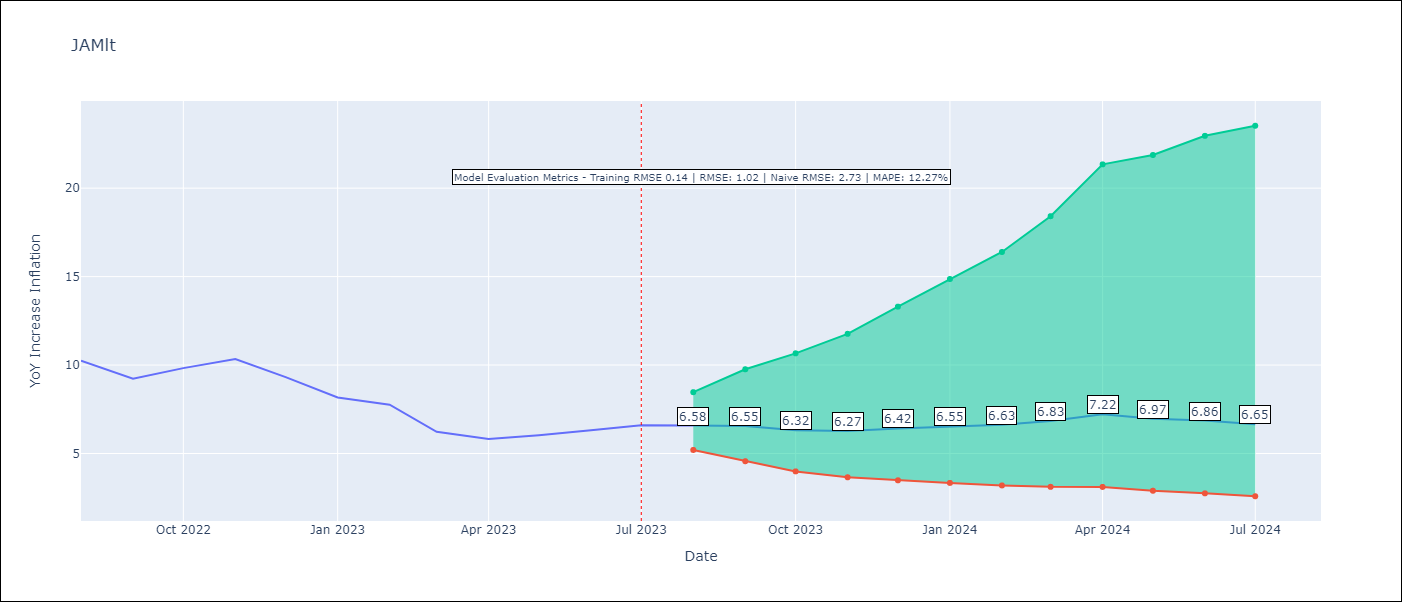 JAMlt
Model Evaluation Metrics - Training RMSE 0.14 | RMSE: 1.02 | Naive RMSE: 2.73 | MAPE: 12.27%
YoY Increase Inflation
20
15
10
5
6.58 6.55 6.32 6.27 6.42 6.55 6.63 6.83 7.22 6.97 6.86 6.65
Oct 2022 Jan 2023 Apr 2023 Jul 2023 Oct 2023 Jan 2024 Apr 2024 Jul 2024
Date